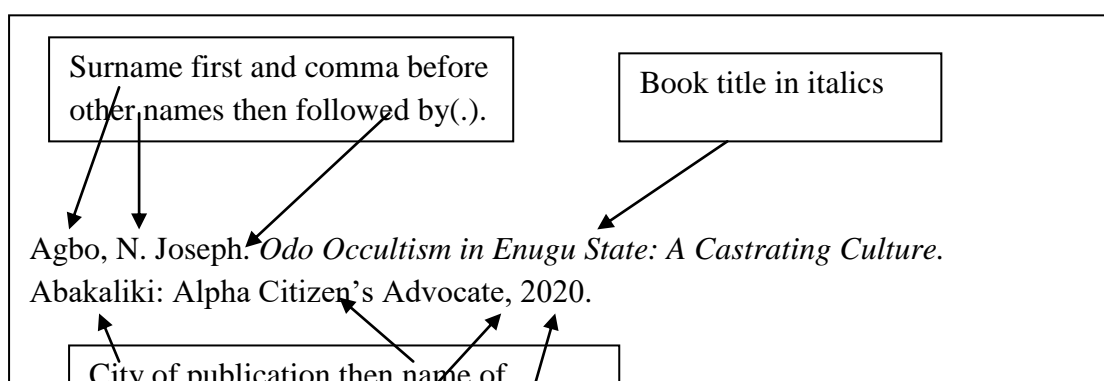 Surname first and comma before
other names then followed by(.).
Book title in italics
Agbo, N. Joseph. Odo Occultism in Enugu State: A Castrating Culture.
Abakaliki: Alpha Citizen’s Advocate, 2020.
City of publication then name of